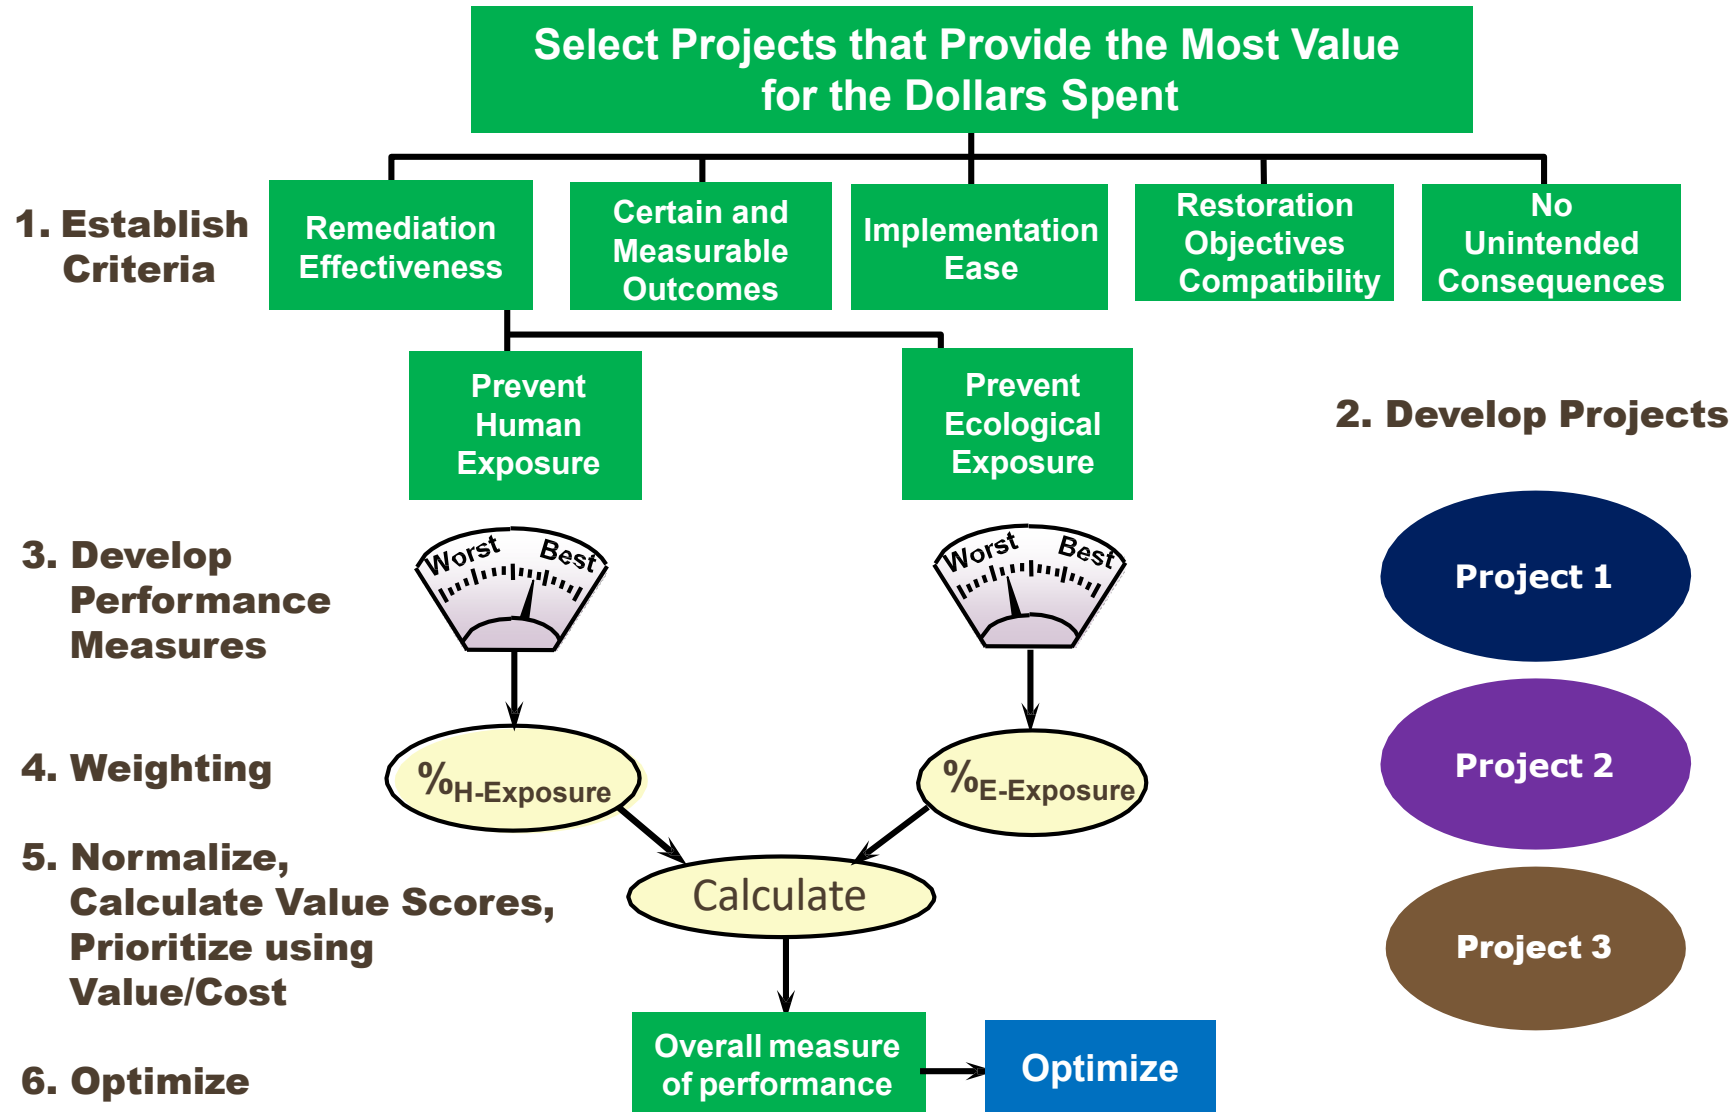 Select Projects that Provide the Most Value
for the Dollars Spent
1. Establish
Criteria
Remediation
Effectiveness
Certain and
Measurable
Outcomes
Implementation
Ease
Restoration
Objectives
Compatibility
No
Unintended
Consequences
Prevent
Human
Exposure
Prevent
Ecological
Exposure
2. Develop Projects
3. Develop
Performance
Measures
Worst Best
Worst Best
Project 1
4. Weighting
%H-Exposure
%E-Exposure
Project 2
5. Normalize,
Calculate Value Scores,
Prioritize using
Value/Cost
Calculate
Project 3
6. Optimize
Overall measure
of performance
Optimize